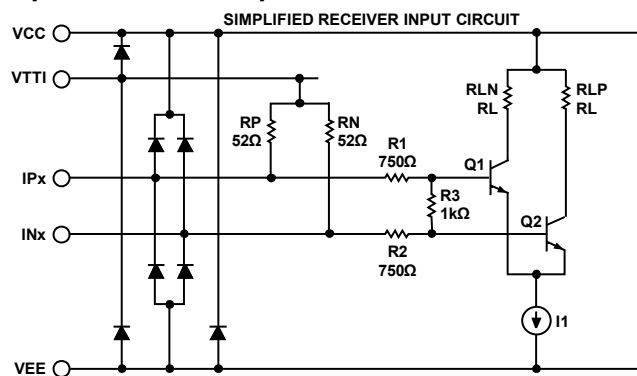 SIMPLIFIED RECEIVER INPUT CIRCUIT
VCC
VTTI
RLN
RL
RLP
RL
RP
52Ω
RN
52Ω
R1
750Ω
Q1
IPx
R3
1kΩ
Q2
INx
R2
750Ω
I1
VEE